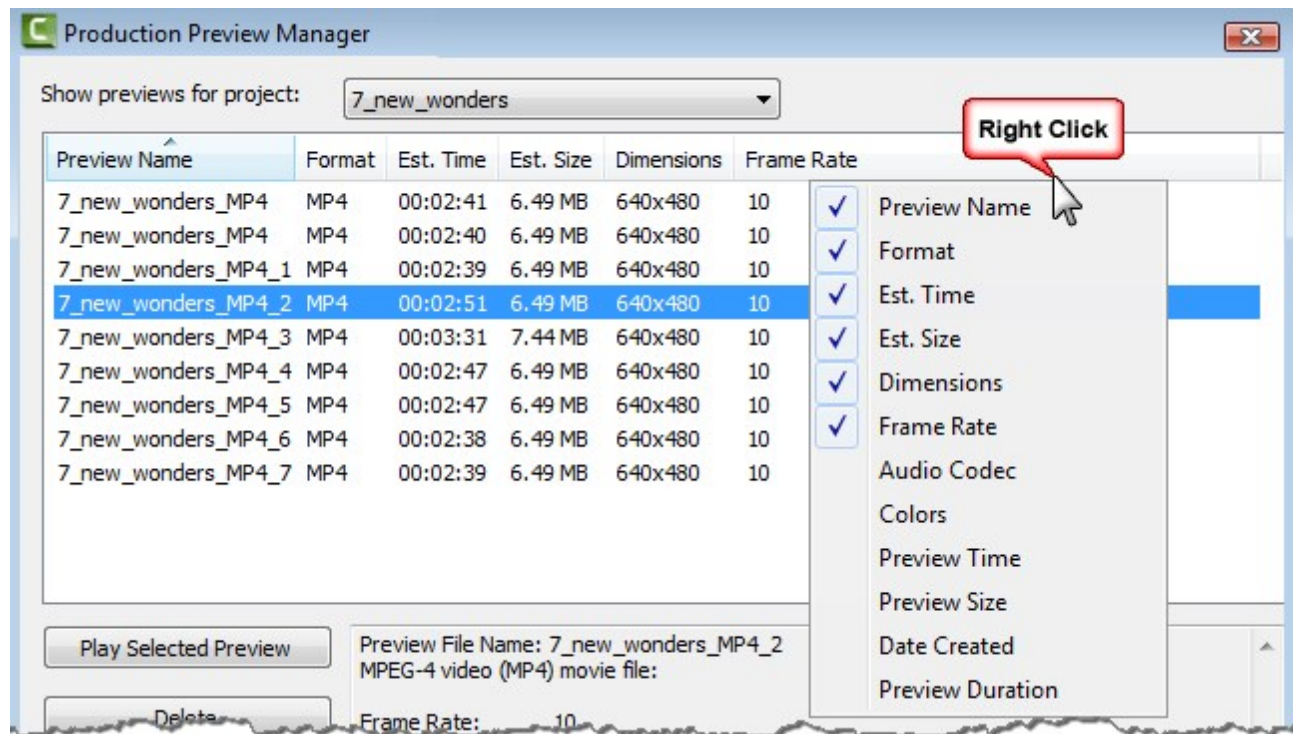 Production Preview Manager
Show previews for project: 7_new_wonders
Right Click
Preview Name Format Est. Time Est. Size Dimensions Frame Rate
7_new_wonders_MP4 MP4 00:02:41 6.49 MB 640x480 10
7_new_wonders_MP4 MP4 00:02:40 6.49 MB 640x480 10
7_new_wonders_MP4_1 MP4 00:02:39 6.49 MB 640x480 10
7_new_wonders_MP4_2 MP4 00:02:51 6.49 MB 640x480 10
7_new_wonders_MP4_3 MP4 00:03:31 7.44 MB 640x480 10
7_new_wonders_MP4_4 MP4 00:02:47 6.49 MB 640x480 10
7_new_wonders_MP4_5 MP4 00:02:47 6.49 MB 640x480 10
7_new_wonders_MP4_6 MP4 00:02:38 6.49 MB 640x480 10
7_new_wonders_MP4_7 MP4 00:02:39 6.49 MB 640x480 10
Preview Name
Format
Est. Time
Est. Size
Dimensions
Frame Rate
Audio Codec
Colors
Preview Time
Preview Size
Date Created
Preview Duration
Play Selected Preview
Delete
Preview File Name: 7_new_wonders_MP4_2
MPEG-4 video (MP4) movie file:
Frame Rate: 10